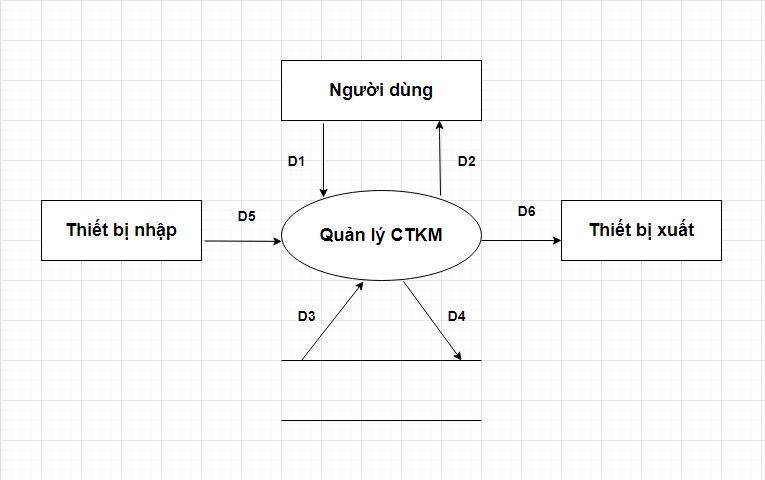 Người dùng
D1
D2
Thiết bị nhập
D5
Quản lý CTKM
D6
Thiết bị xuất
D3
D4